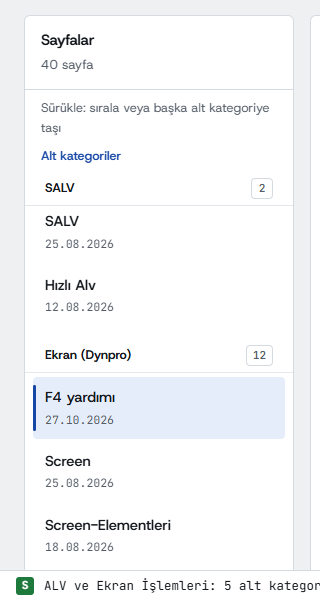 Sayfalar
40 sayfa
Sürükle: sırala veya başka alt kategoriye
taşı
Alt kategoriler
SALV 2
SALV
25.08.2026
Hızlı Alv
12.08.2026
Ekran (Dynpro) 12
F4 yardımı
27.10.2026
Screen
25.08.2026
Screen-Elementleri
18.08.2026
S ALV ve Ekran İşlemleri: 5 alt kategor